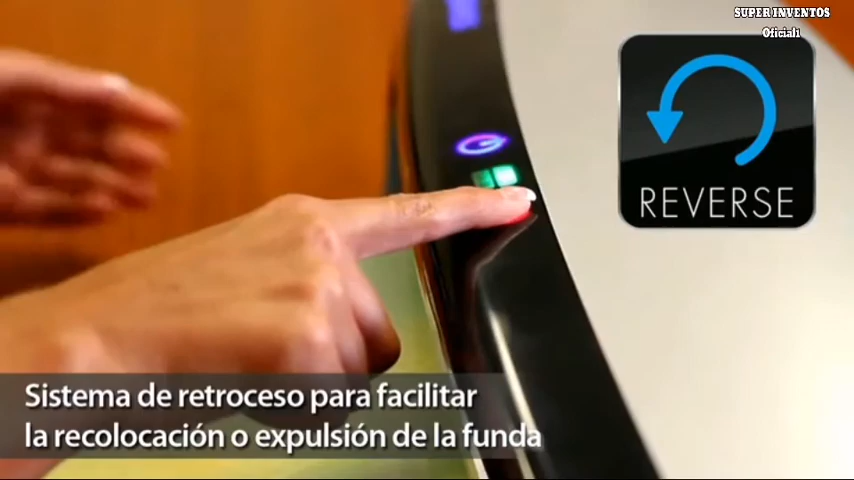 SUPER INVENTOS
Oficial1
REVERSE
Sistema de retroceso para facilitar
la recolocación o expulsión de la funda